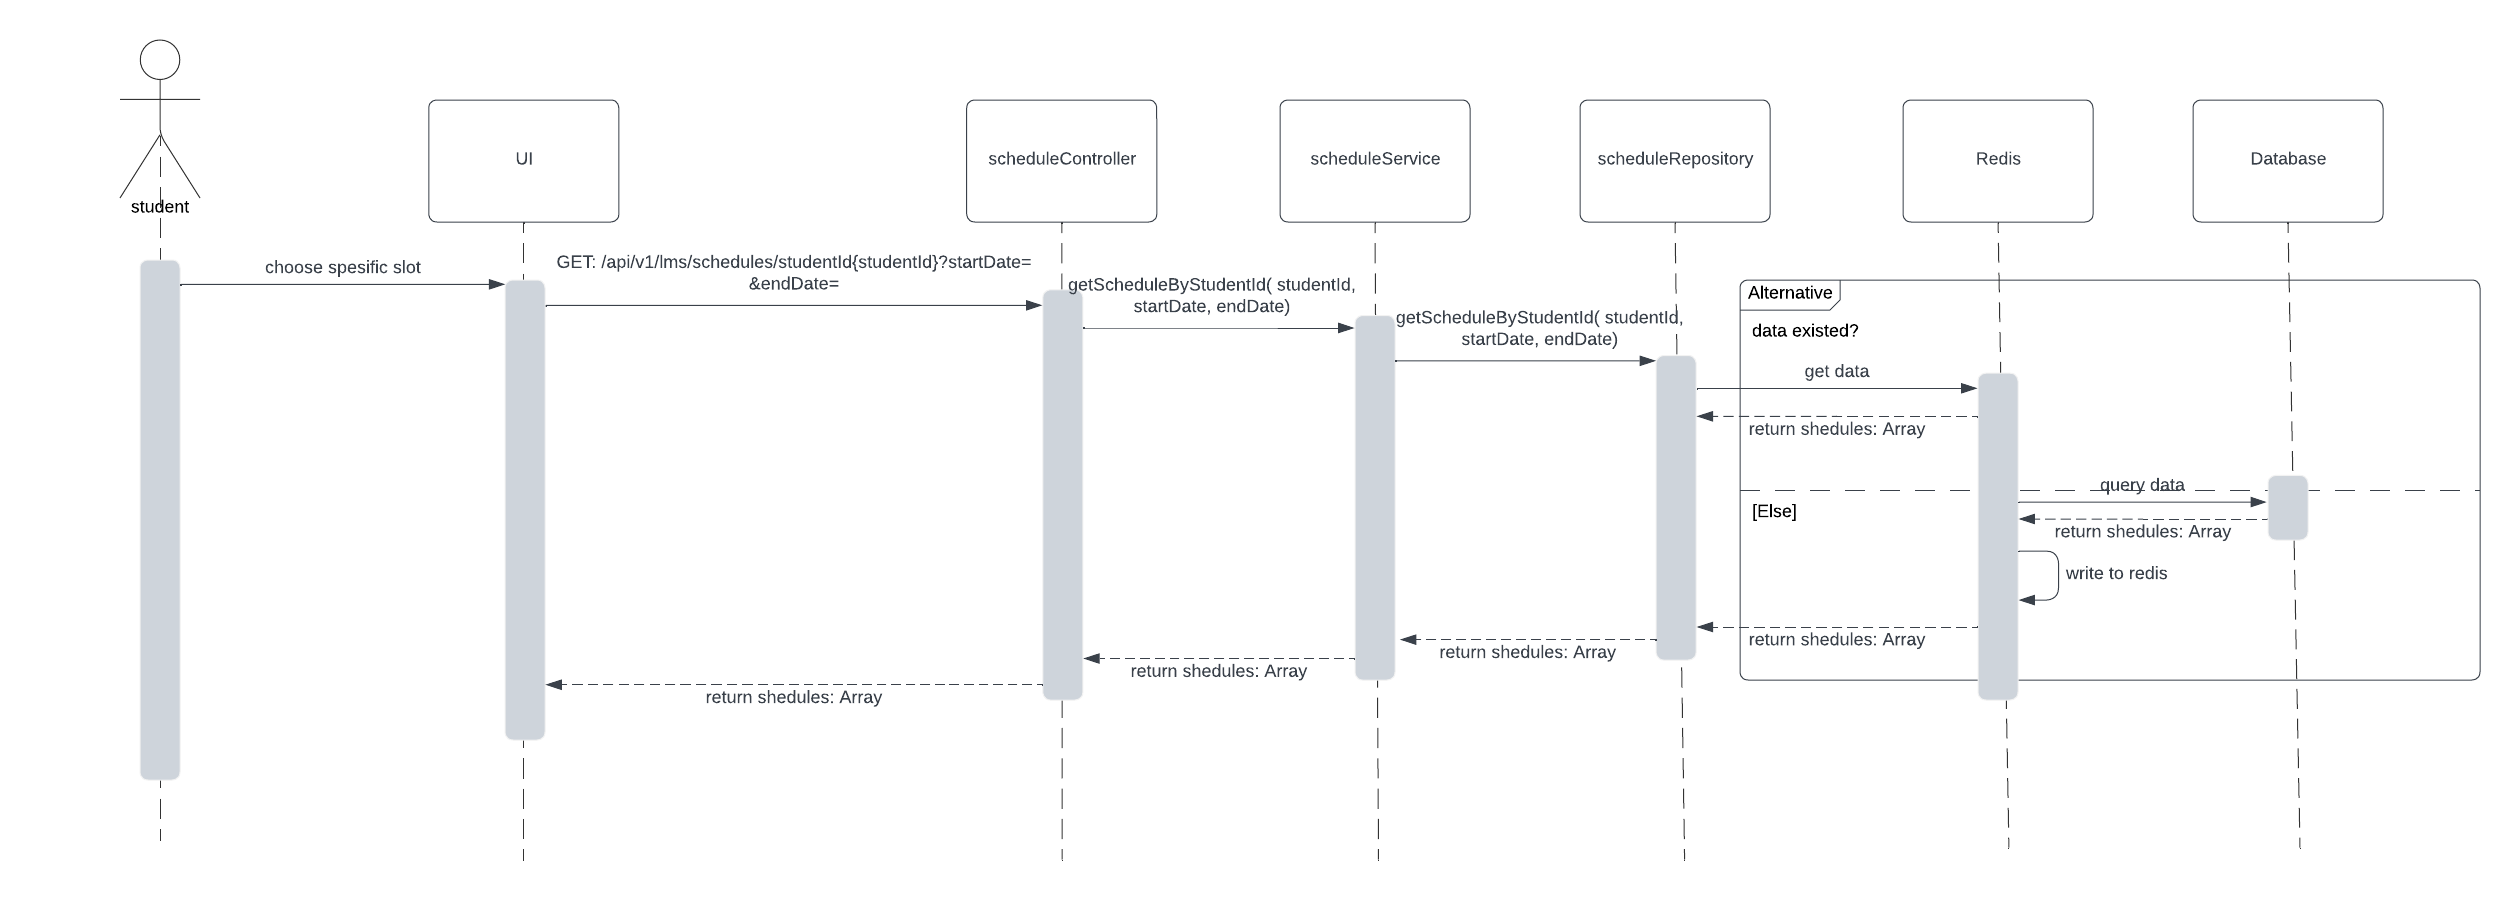 student
UI
scheduleController
scheduleService
scheduleRepository
Redis
Database
choose spesific slot
GET: /api/v1/lms/schedules/studentId{studentId}?startDate=
&endDate=
getScheduleByStudentId( studentId,
startDate, endDate)
getScheduleByStudentId( studentId,
startDate, endDate)
Alternative
data existed?
get data
return shedules: Array
query data
[Else]
return shedules: Array
write to redis
return shedules: Array
return shedules: Array
return shedules: Array
return shedules: Array